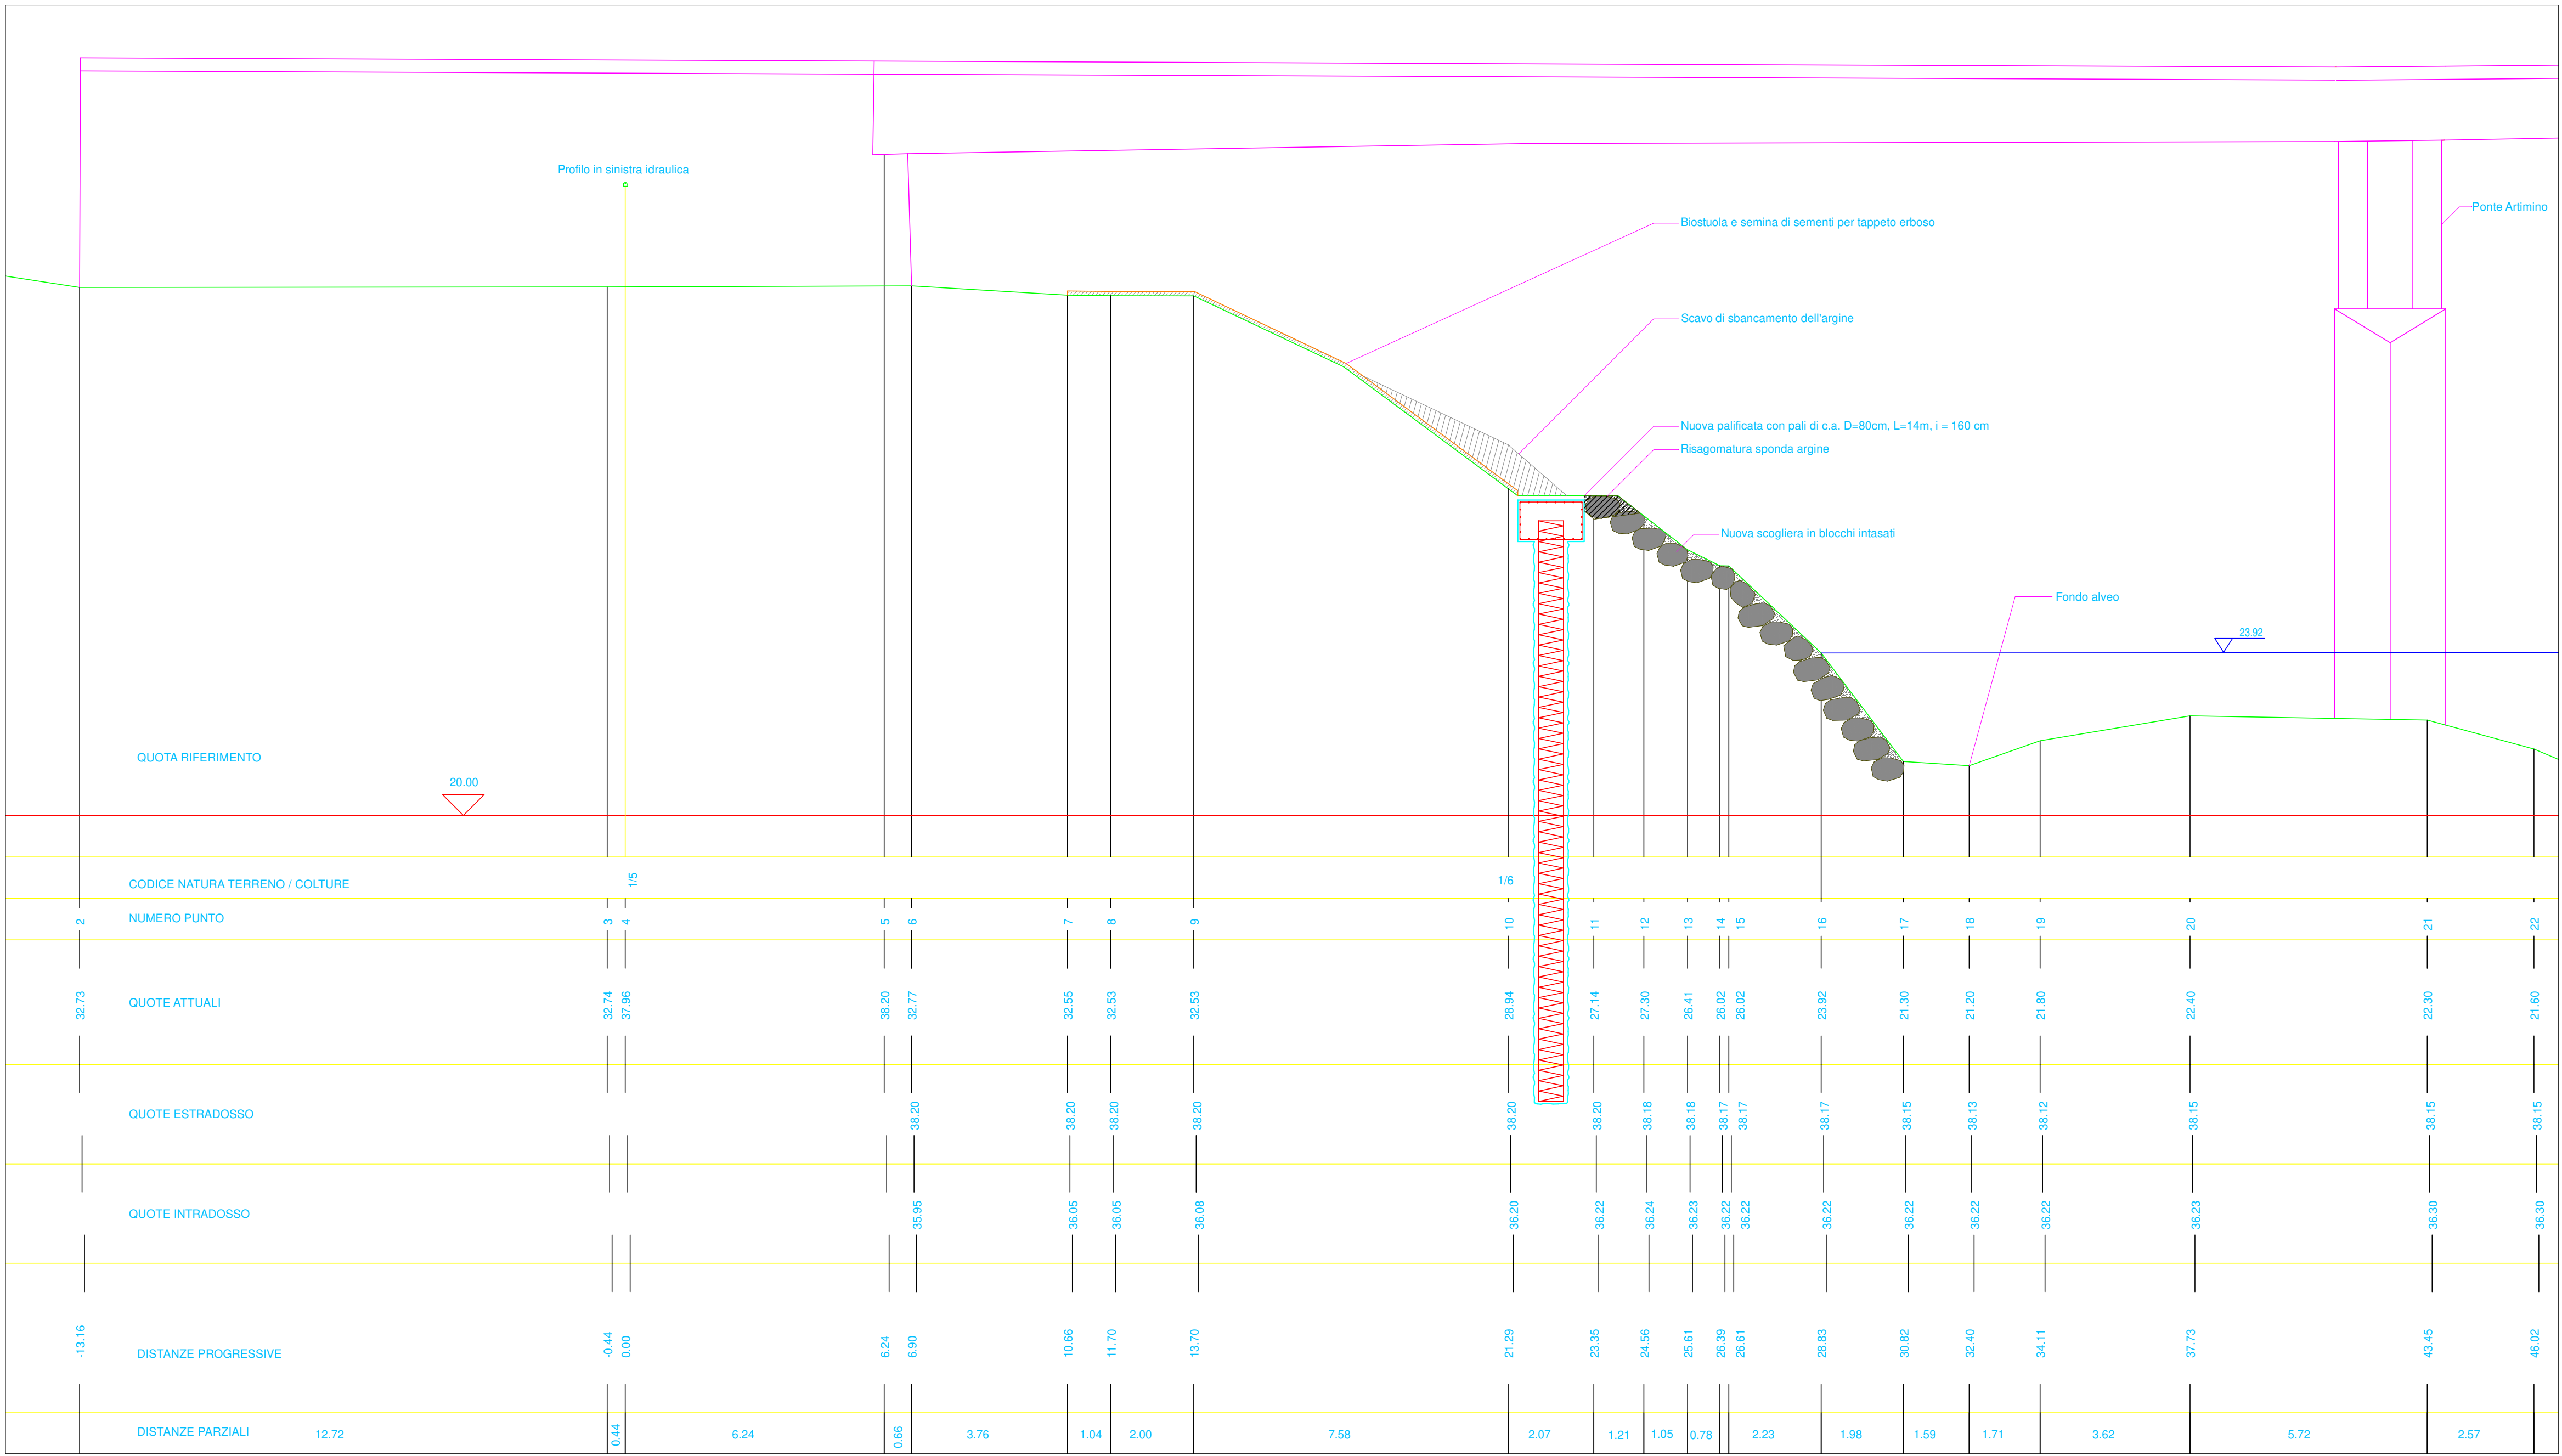 Profilo in sinistra idraulica
Ponte Artimino
Biostuola e semina di sementi per tappeto erboso
Scavo di sbancamento dell'argine
Nuova palificata con pali di c.a. D=80cm, L=14m, i = 160 cm
Risagomatura sponda argine
Nuova scogliera in blocchi intasati
Fondo alveo
23.92
QUOTA RIFERIMENTO
20.00
CODICE NATURA TERRENO / COLTURE 1/5 1/6
NUMERO PUNTO 2 3 4 5 6 7 8 9 10 11 12 13 14 15 16 17 18 19 20 21 22
QUOTE ATTUALI 32.73 32.74 37.96 38.20 32.77 32.55 32.53 32.53 28.94 27.14 27.30 26.41 26.02 26.02 23.92 21.30 21.20 21.80 22.40 22.30 21.60
QUOTE ESTRADOSSO 38.20 38.20 38.20 38.20 38.20 38.20 38.18 38.18 38.17 38.17 38.17 38.15 38.13 38.12 38.15 38.15 38.15
QUOTE INTRADOSSO 35.95 36.05 36.05 36.08 36.20 36.22 36.24 36.23 36.22 36.22 36.22 36.22 36.22 36.22 36.23 36.30 36.30
DISTANZE PROGRESSIVE -13.16 -0.44 0.00 6.24 6.90 10.66 11.70 13.70 21.29 23.35 24.56 25.61 26.39 26.61 28.83 30.82 32.40 34.11 37.73 43.45 46.02
DISTANZE PARZIALI 12.72 0.44 6.24 0.66 3.76 1.04 2.00 7.58 2.07 1.21 1.05 0.78 2.23 1.98 1.59 1.71 3.62 5.72 2.57